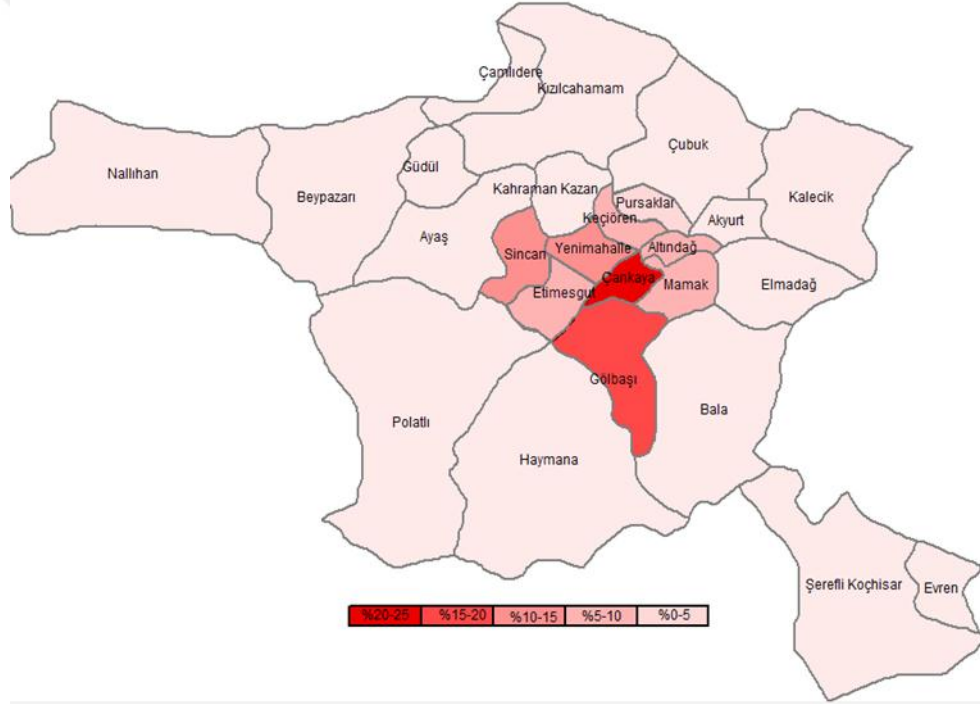 Çamlıdere
Kızılcahamam
Çubuk
Nallıhan
Beypazarı
Güdül
Kahraman Kazan
Pursaklar
Kalecik
Keçiören
Akyurt
Ayaş
Sincan
Yenimahalle
Altındağ
Çankaya
Mamak
Elmadağ
Etimesgut
Gölbaşı
Polatlı
Bala
Haymana
Şerefli Koçhisar
Evren
%20-25 %15-20 %10-15 %5-10 %0-5